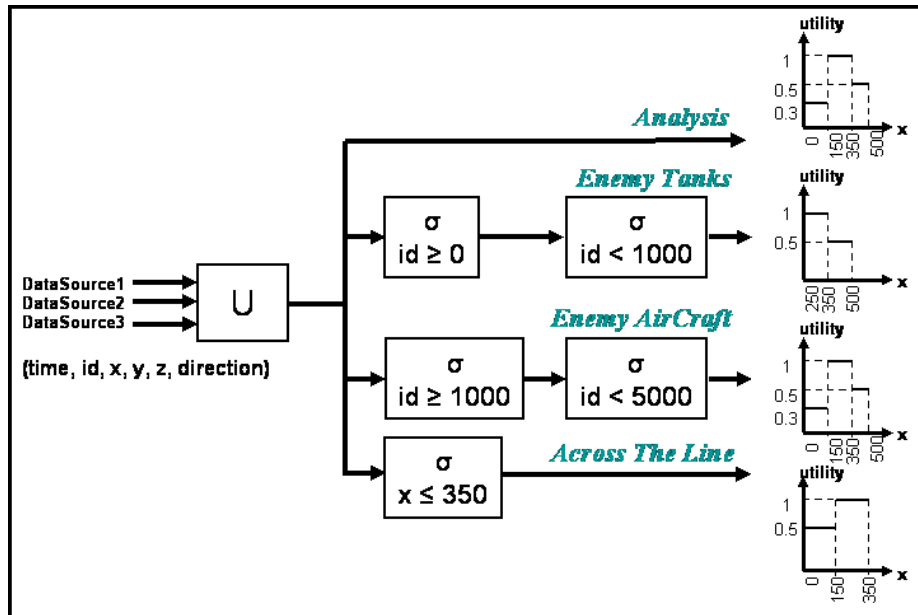 utility
1
0.5
0.3
0
150
350
500
x
Analysis
Enemy Tanks
utility
1
0.5
250
350
500
x
σ
id ≥ 0
σ
id < 1000
DataSource1
DataSource2
DataSource3
U
(time, id, x, y, z, direction)
Enemy AirCraft
utility
1
0.5
0.3
0
150
350
500
x
σ
id ≥ 1000
σ
id < 5000
Across The Line
σ
x ≤ 350
utility
1
0.5
0
150
350
x